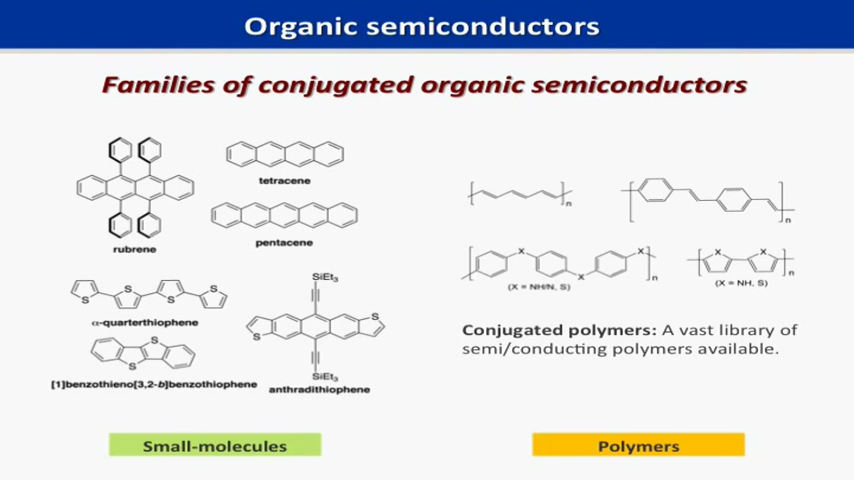 Organic semiconductors
Families of conjugated organic semiconductors
rubrene
tetracene
pentacene
S
S
S
S
α-quarterthiophene
S
S
[1]benzothieno[3,2-b]benzothiophene
SiEt3
S
S
SiEt3
anthradithiophene
n
n
X
X
X
n
(X = NH/N, S)
X
X
n
(X = NH, S)
Conjugated polymers: A vast library of
semi/conducting polymers available.
Small-molecules
Polymers